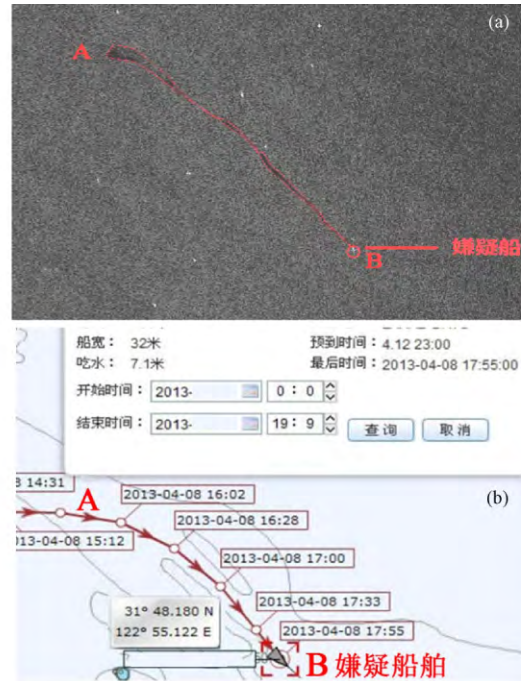 (a)
A
B
嫌疑船
船宽： 32米
预到时间：4.12 23:00
吃水： 7.1米
最后时间：2013-04-08 17:55:00
开始时间： 2013- 0 : 0
结束时间： 2013- 19 : 9 查询 取消
(b)
14:31
A
2013-04-08 16:02
2013-04-08 16:28
013-04-08 15:12
2013-04-08 17:00
31° 48.180 N
122° 55.122 E
2013-04-08 17:33
2013-04-08 17:55
B 嫌疑船舶